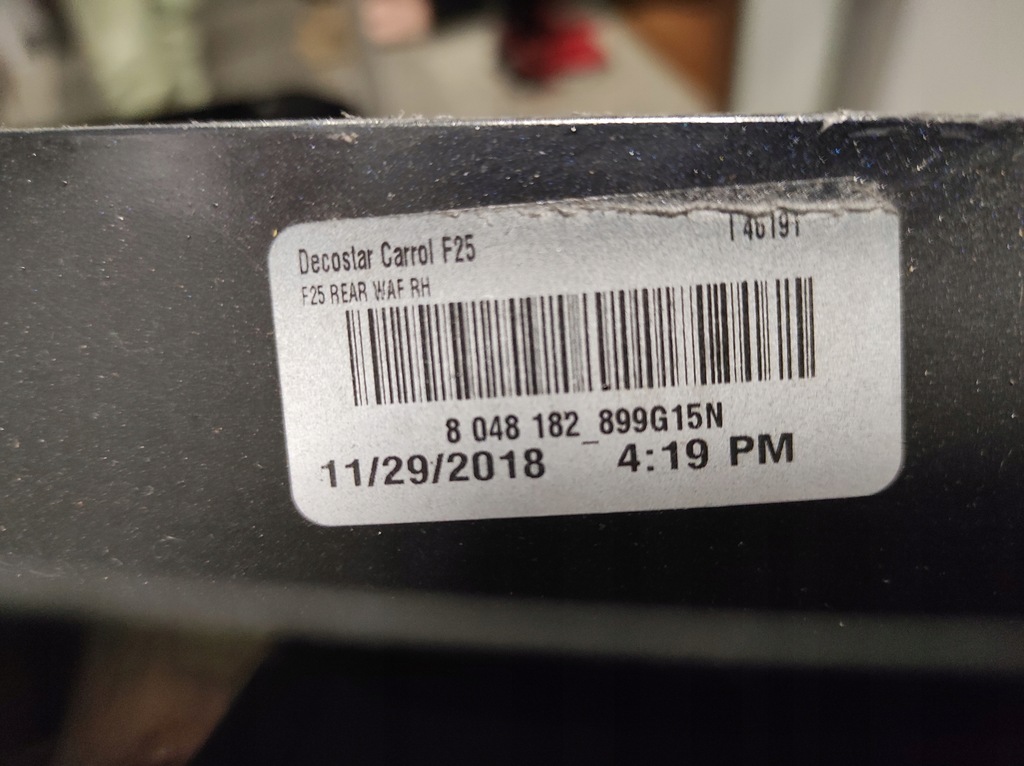 Decostar Carrol F25
F25 REAR WAF RH
8 048 182_899G15N
11/29/2018 4:19 PM